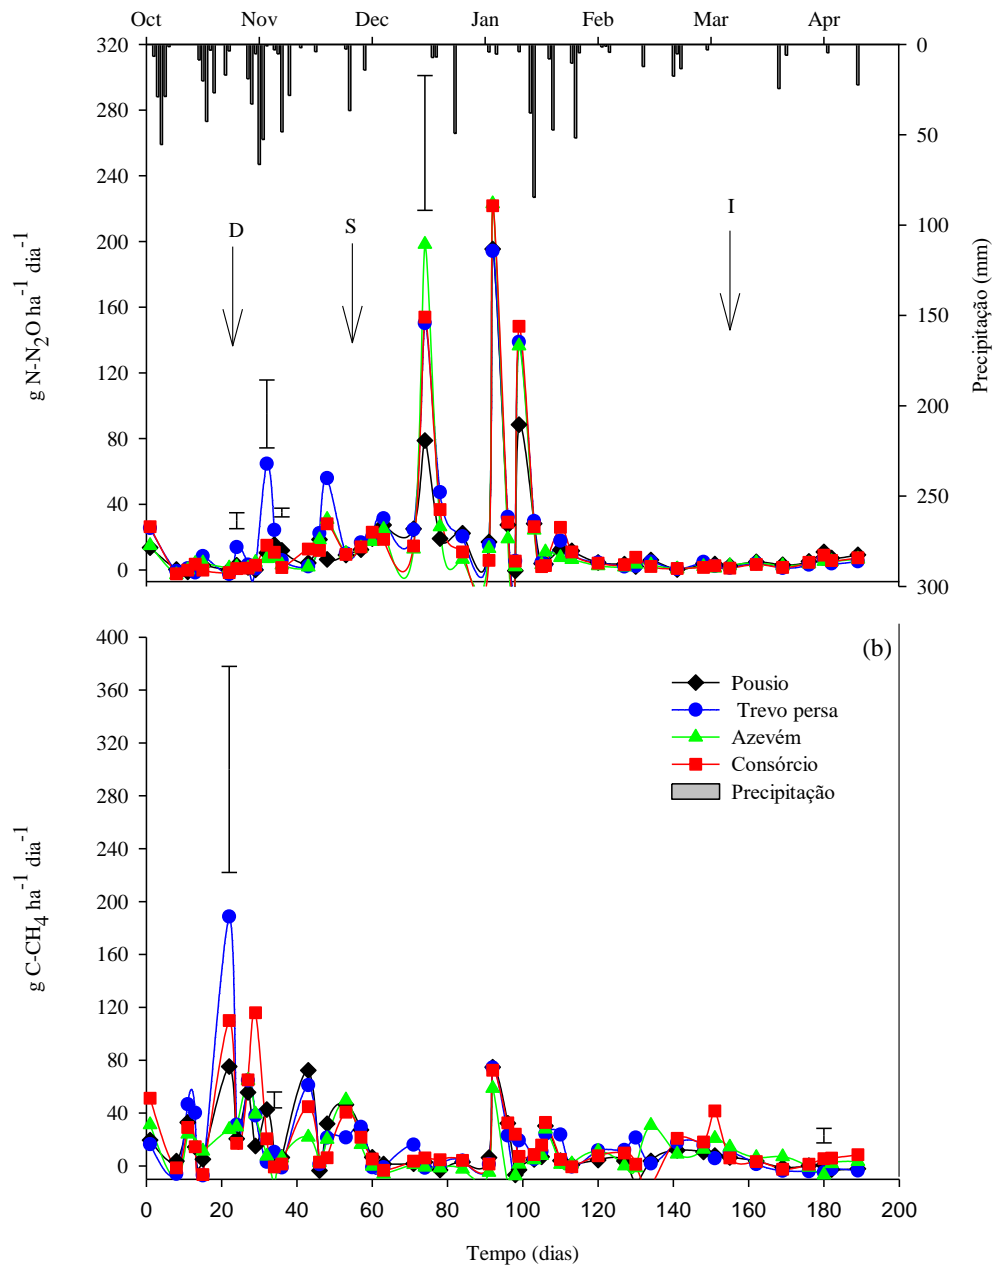 Oct Nov Dec Jan Feb Mar Apr
320 0
280
240 50
200 100
160 150
120 200
80
40 250
0 300
D S I
g N-N2O ha-1 dia-1
Precipitação (mm)
(b)
400
360
320
280
240
200
160
120
80
40
0
g C-CH4 ha-1 dia-1
Pousio
Trevo persa
Azevém
Consórcio
Precipitação
0 20 40 60 80 100 120 140 160 180 200
Tempo (dias)